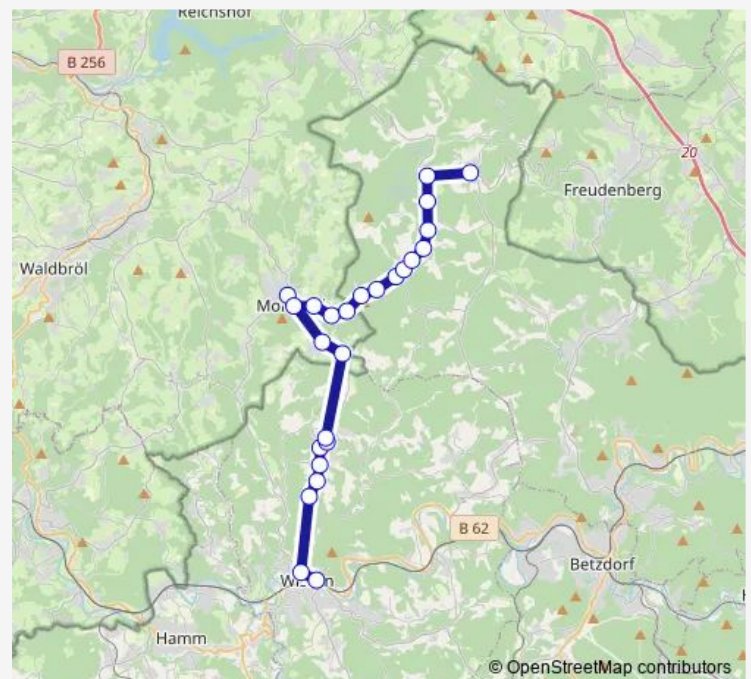 Reichshof
B 256
20
Freudenberg
Waldbröl
B 62
Betzdorf
Hamm
© OpenStreetMap contributors